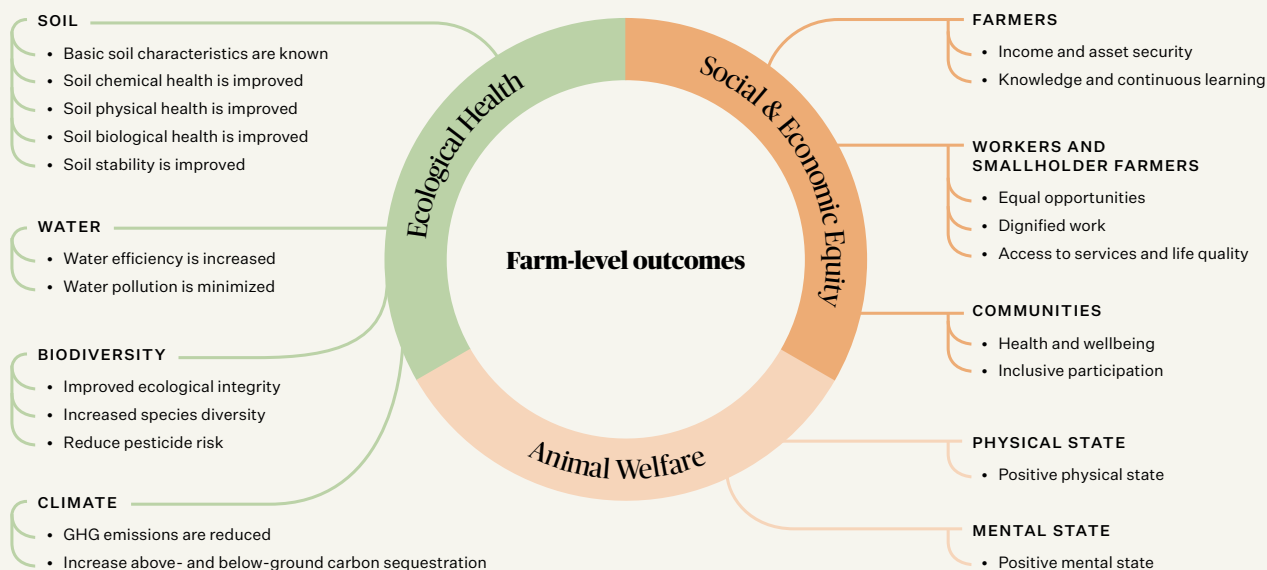 SOIL
• Basic soil characteristics are known
• Soil chemical health is improved
• Soil physical health is improved
• Soil biological health is improved
• Soil stability is improved
WATER
• Water efficiency is increased
• Water pollution is minimized
BIODIVERSITY
• Improved ecological integrity
• Increased species diversity
• Reduce pesticide risk
CLIMATE
• GHG emissions are reduced
• Increase above- and below-ground carbon sequestration
Ecological Health
Social & Economic Equity
Animal Welfare
Farm-level outcomes
FARMERS
• Income and asset security
• Knowledge and continuous learning
WORKERS AND
SMALLHOLDER FARMERS
• Equal opportunities
• Dignified work
• Access to services and life quality
COMMUNITIES
• Health and wellbeing
• Inclusive participation
PHYSICAL STATE
• Positive physical state
MENTAL STATE
• Positive mental state